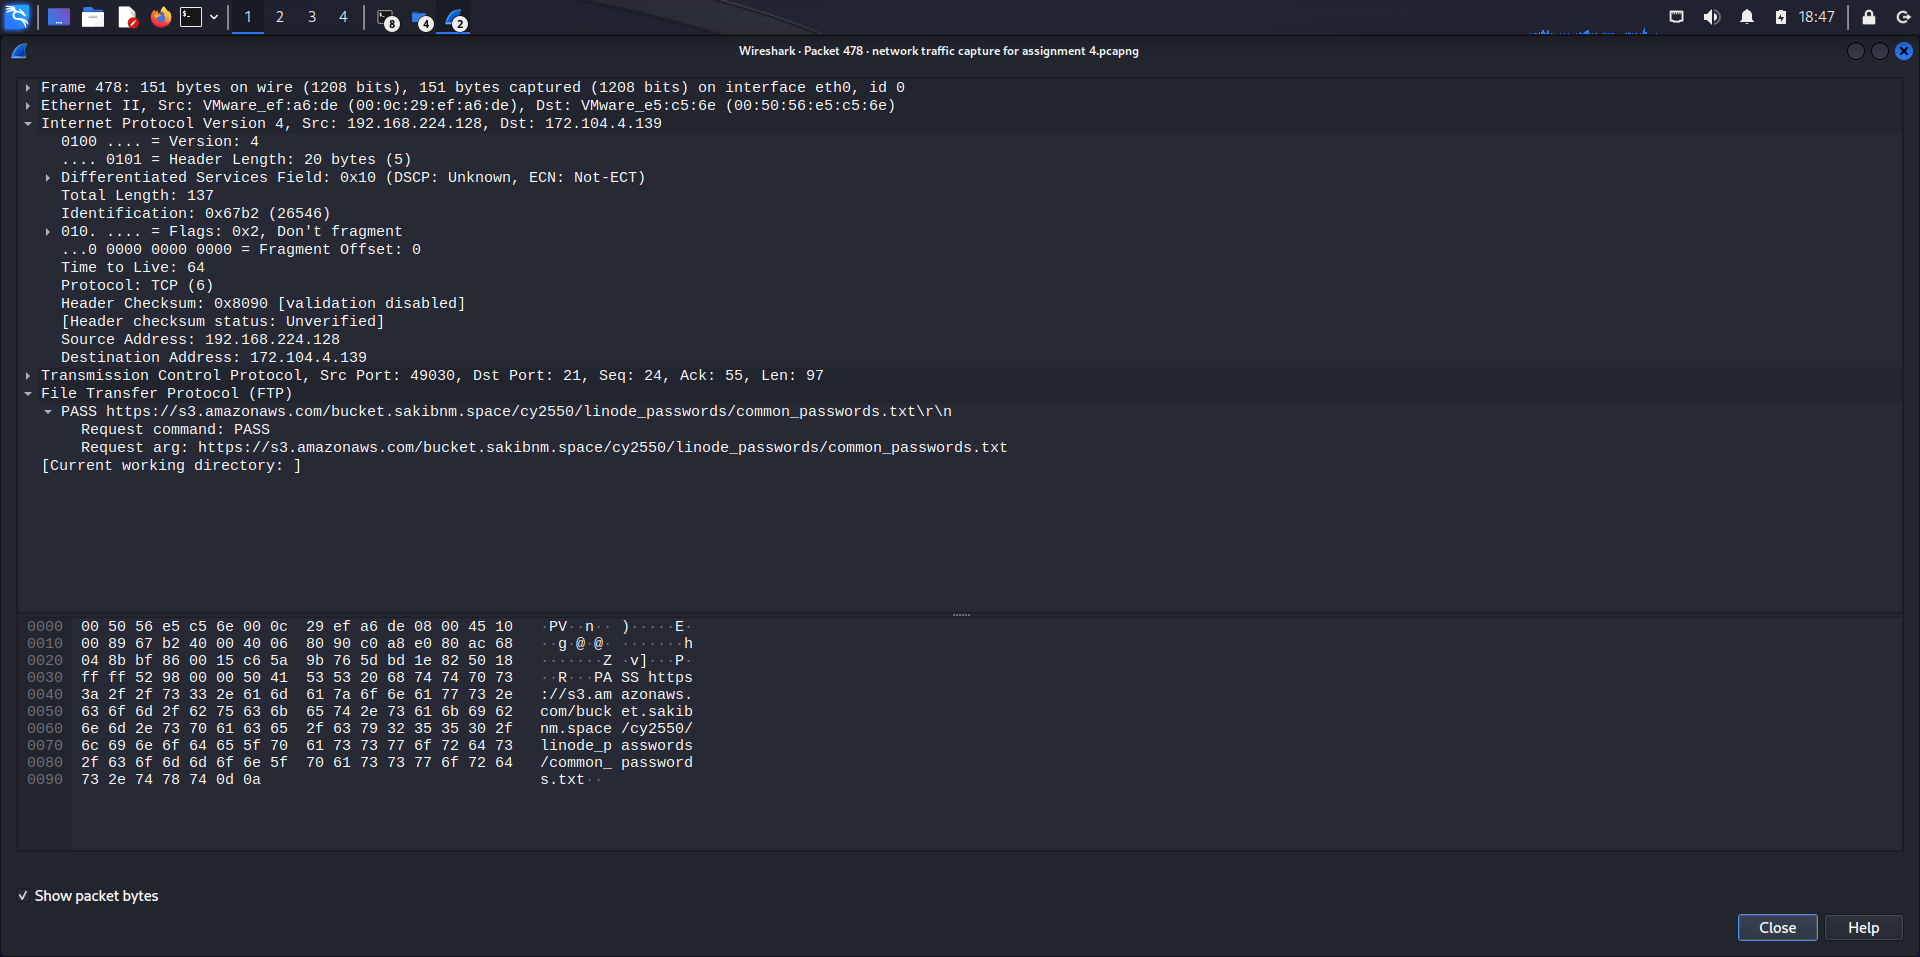 1 2 3 4 8 4 2 18:47
Wireshark · Packet 478 · network traffic capture for assignment 4.pcapng
Frame 478: 151 bytes on wire (1208 bits), 151 bytes captured (1208 bits) on interface eth0, id 0
Ethernet II, Src: VMware_ef:a6:de (00:0c:29:ef:a6:de), Dst: VMware_e5:c5:6e (00:50:56:e5:c5:6e)
Internet Protocol Version 4, Src: 192.168.224.128, Dst: 172.104.4.139
0100 .... = Version: 4
.... 0101 = Header Length: 20 bytes (5)
Differentiated Services Field: 0x10 (DSCP: Unknown, ECN: Not-ECT)
Total Length: 137
Identification: 0x67b2 (26546)
010. .... = Flags: 0x2, Don't fragment
...0 0000 0000 0000 = Fragment Offset: 0
Time to Live: 64
Protocol: TCP (6)
Header Checksum: 0x8090 [validation disabled]
[Header checksum status: Unverified]
Source Address: 192.168.224.128
Destination Address: 172.104.4.139
Transmission Control Protocol, Src Port: 49030, Dst Port: 21, Seq: 24, Ack: 55, Len: 97
File Transfer Protocol (FTP)
PASS https://s3.amazonaws.com/bucket.sakibnm.space/cy2550/linode_passwords/common_passwords.txt\r\n
Request command: PASS
Request arg: https://s3.amazonaws.com/bucket.sakibnm.space/cy2550/linode_passwords/common_passwords.txt
[Current working directory: ]
0000 00 50 56 e5 c5 6e 00 0c 29 ef a6 de 08 00 45 10 ·PV··n·· )·····E·
0010 00 89 67 b2 40 00 40 06 80 90 c0 a8 e0 80 ac 68 ··g·@·@· ·······h
0020 04 8b bf 86 00 15 c6 5a 9b 76 5d bd 1e 82 50 18 ·······Z ·v]···P·
0030 ff ff 52 98 00 00 50 41 53 53 20 68 74 74 70 73 ··R···PA SS https
0040 3a 2f 2f 73 33 2e 61 6d 61 7a 6f 6e 61 77 73 2e ://s3.am azonaws.
0050 63 6f 6d 2f 62 75 63 6b 65 74 2e 73 61 6b 69 62 com/buck et.sakib
0060 6e 6d 2e 73 70 61 63 65 2f 63 79 32 35 35 30 2f nm.space /cy2550/
0070 6c 69 6e 6f 64 65 5f 70 61 73 73 77 6f 72 64 73 linode_p asswords
0080 2f 63 6f 6d 6d 6f 6e 5f 70 61 73 73 77 6f 72 64 /common_ password
0090 73 2e 74 78 74 0d 0a s.txt··
Show packet bytes
Close Help